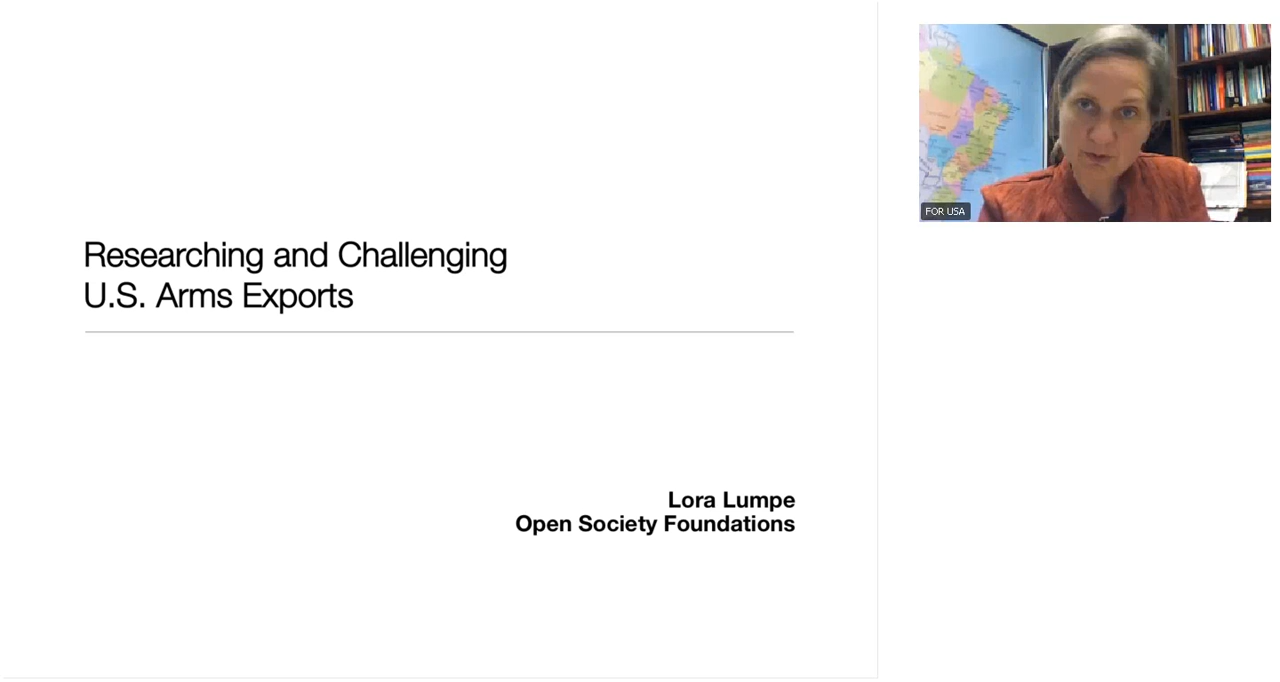 Researching and Challenging
U.S. Arms Exports
Lora Lumpe
Open Society Foundations
FOR USA